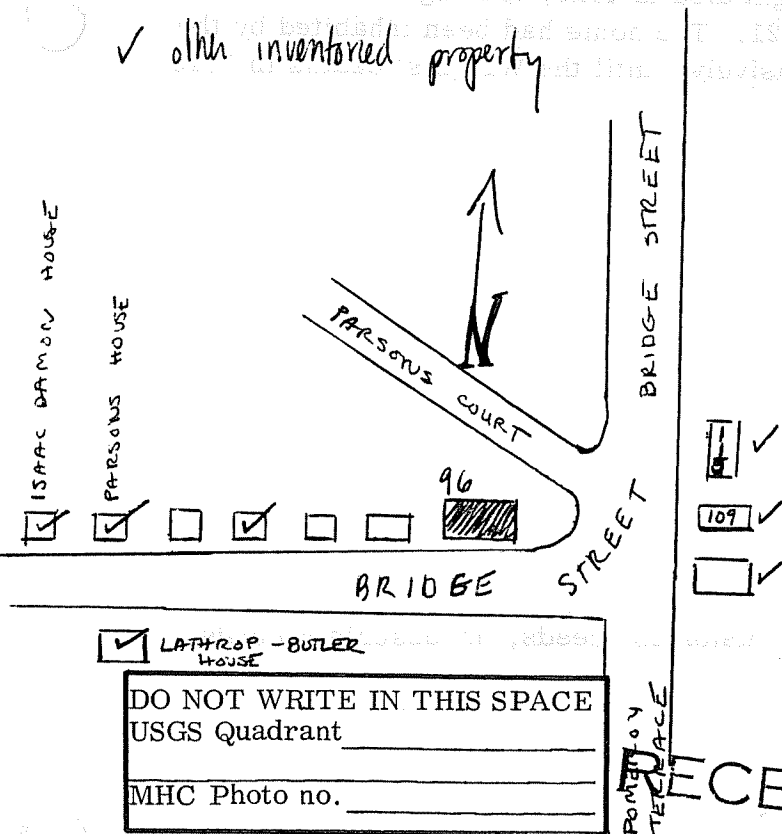 ✓ other inventoried property
BRIDGE STREET
ISAAC DAMON HOUSE
PARSONS HOUSE
N
PARSONS COURT
96
109
BRIDGE STREET
LATHROP-BUTLER
HOUSE
DO NOT WRITE IN THIS SPACE
USGS Quadrant
MHC Photo no.
POMEROY
TERRACE
RECE